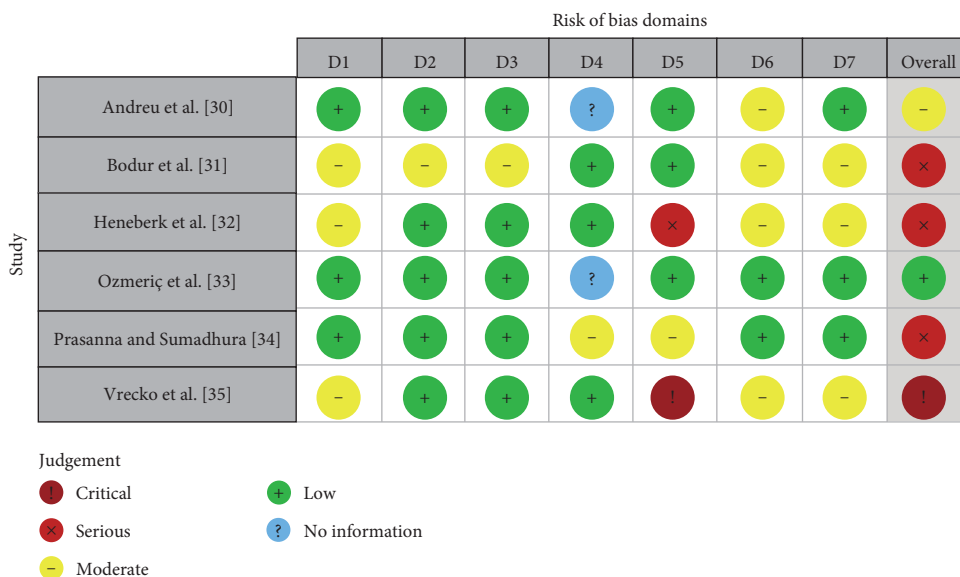 Risk of bias domains
D1 D2 D3 D4 D5 D6 D7 Overall
Study
Andreu et al. [30] + + + ? + − + −
Bodur et al. [31] − − − + + − − ×
Heneberk et al. [32] − + + + × − − ×
Ozmeriç et al. [33] + + + ? + + + +
Prasanna and Sumadhura [34] + + + − − + + ×
Vrecko et al. [35] − + + + ! − − !
Judgement
! Critical
× Serious
− Moderate
+ Low
? No information